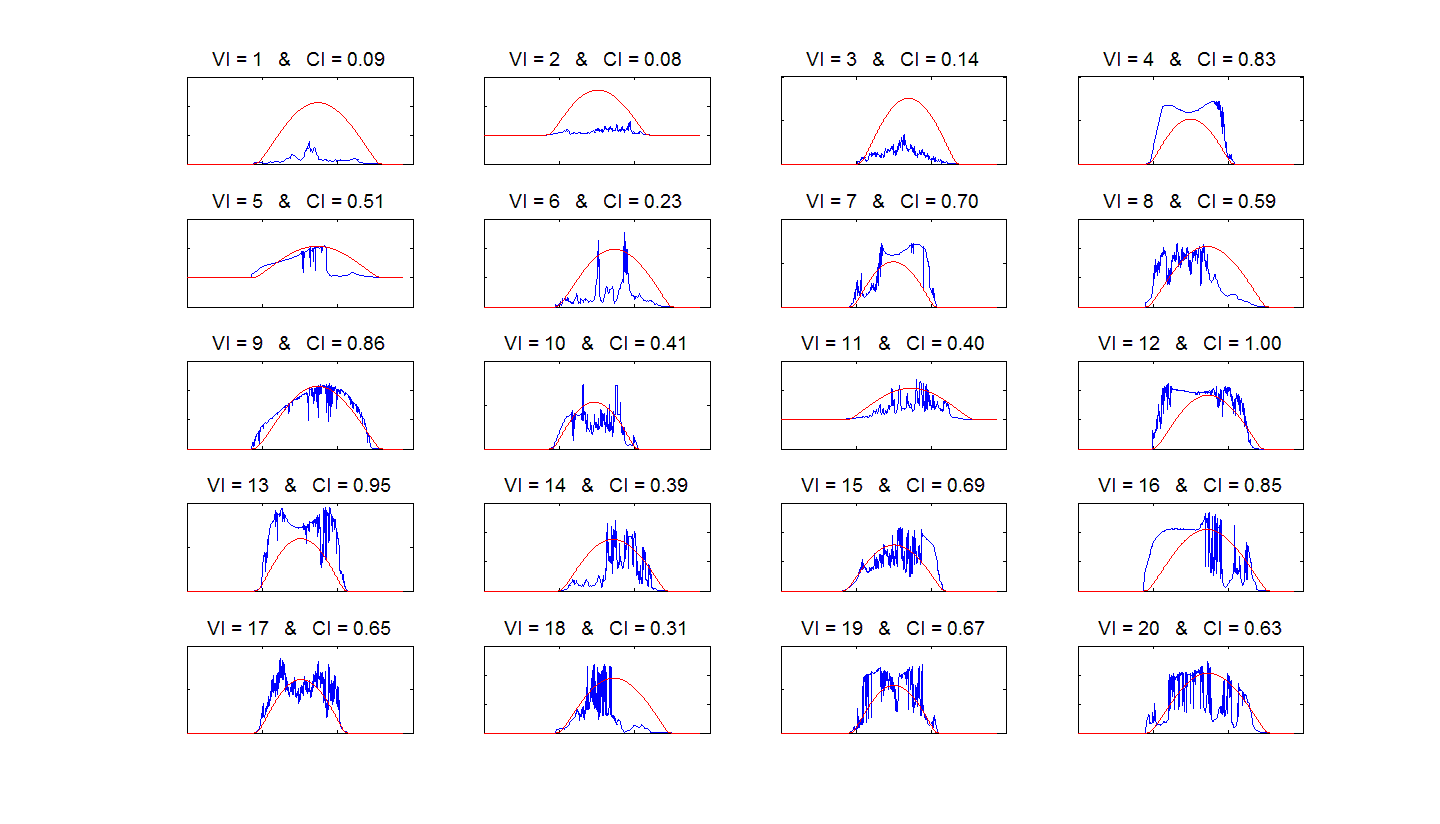 VI = 1 & CI = 0.09
VI = 2 & CI = 0.08
VI = 3 & CI = 0.14
VI = 4 & CI = 0.83
VI = 5 & CI = 0.51
VI = 6 & CI = 0.23
VI = 7 & CI = 0.70
VI = 8 & CI = 0.59
VI = 9 & CI = 0.86
VI = 10 & CI = 0.41
VI = 11 & CI = 0.40
VI = 12 & CI = 1.00
VI = 13 & CI = 0.95
VI = 14 & CI = 0.39
VI = 15 & CI = 0.69
VI = 16 & CI = 0.85
VI = 17 & CI = 0.65
VI = 18 & CI = 0.31
VI = 19 & CI = 0.67
VI = 20 & CI = 0.63